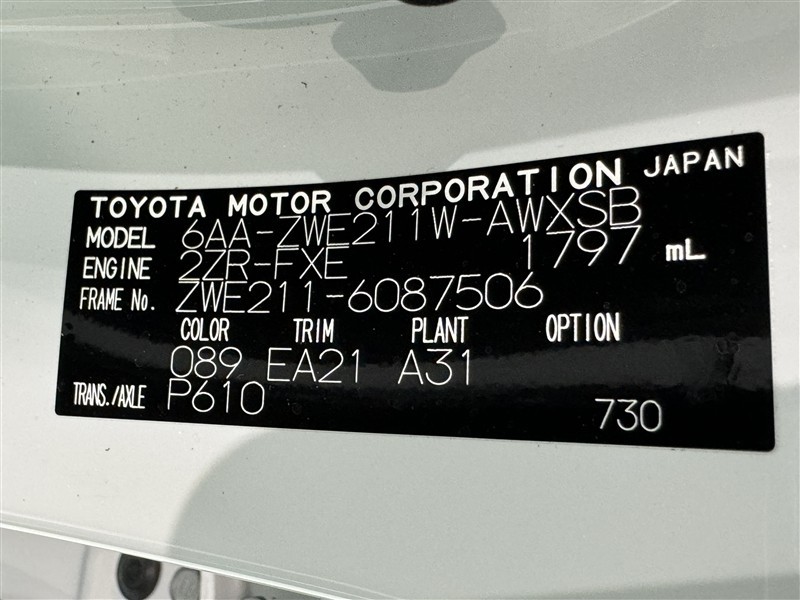 TOYOTA MOTOR CORPORATION JAPAN
MODEL 6AA-ZWE211W-AWXSB
ENGINE 2ZR-FXE 1797 mL
FRAME No. ZWE211-6087506
COLOR TRIM PLANT OPTION
089 EA21 A31
TRANS./AXLE P610
730